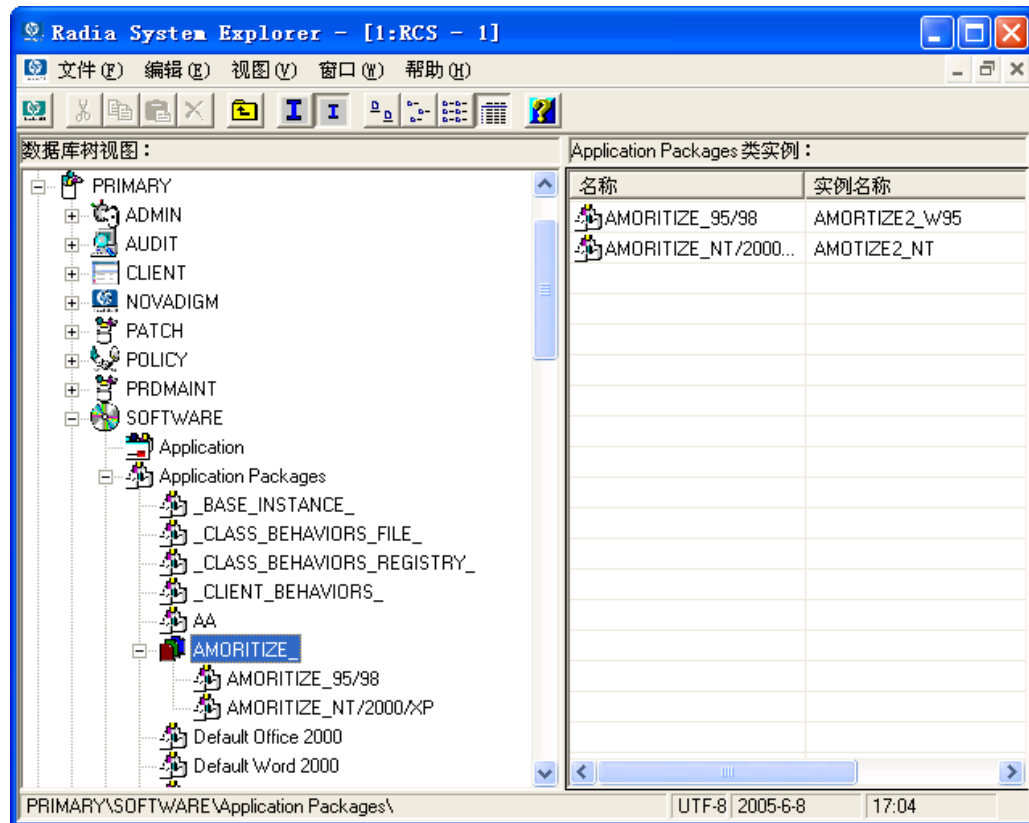 Radia System Explorer - [1:RCS - 1]
文件(F) 编辑(E) 视图(V) 窗口(W) 帮助(H)
数据库树视图：
Application Packages 类实例：
PRIMARY
ADMIN
AUDIT
CLIENT
NOVADIGM
PATCH
POLICY
PRDMAINT
SOFTWARE
Application
Application Packages
_BASE_INSTANCE_
_CLASS_BEHAVIORS_FILE_
_CLASS_BEHAVIORS_REGISTRY_
_CLIENT_BEHAVIORS_
AA
AMORITIZE_
AMORITIZE_95/98
AMORITIZE_NT/2000/XP
Default Office 2000
Default Word 2000
名称 实例名称
AMORITIZE_95/98 AMORTIZE2_W95
AMORITIZE_NT/2000... AMOTIZE2_NT
PRIMARY\SOFTWARE\Application Packages\ UTF-8 2005-6-8 17:04